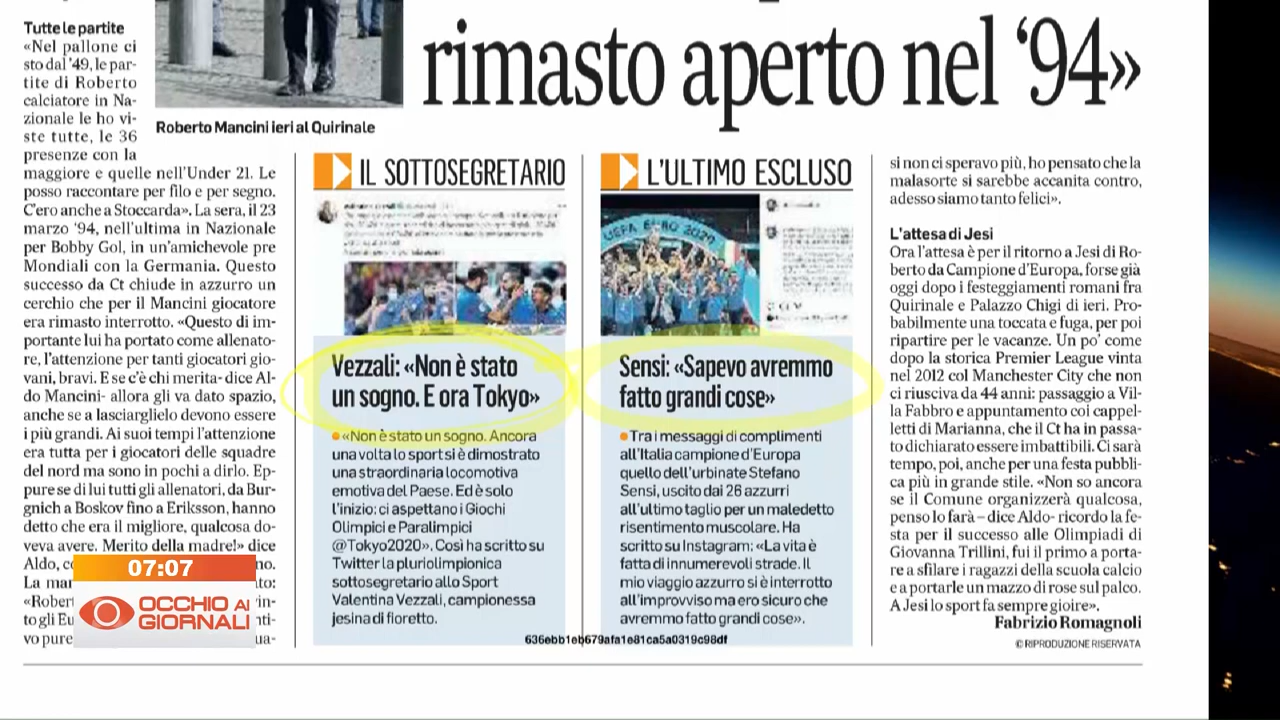 rimasto aperto nel ‘94»
Roberto Mancini ieri al Quirinale
Tutte le partite
«Nel pallone ci
sto dal '49, le par-
tite di Roberto
calciatore in Na-
zionale le ho vi-
ste tutte, le 36
presenze con la
maggiore e quelle nell'Under 21. Le
posso raccontare per filo e per segno.
C'ero anche a Stoccarda». La sera, il 23
marzo '94, nell'ultima in Nazionale
per Bobby Gol, in un'amichevole pre
Mondiali con la Germania. Questo
successo da Ct chiude in azzurro un
cerchio che per il Mancini giocatore
era rimasto interrotto. «Questo di im-
portante lui ha portato come allenato-
re, l'attenzione per tanti giocatori gio-
vani, bravi. E se c'è chi merita- dice Al-
do Mancini- allora gli va dato spazio,
anche se a lasciarglielo devono essere
i più grandi. Ai suoi tempi l'attenzione
era tutta per i giocatori delle squadre
del nord ma sono in pochi a dirlo. Ep-
pure se di lui tutti gli allenatori, da Bur-
gnich a Boskov fino a Eriksson, hanno
detto che era il migliore, qualcosa do-
veva avere. Merito della madre!» dice
Aldo, no.
La mar to:
«Rober in-
to gli Eu nti-
vo pure ua-
IL SOTTOSEGRETARIO
Vezzali: «Non è stato
un sogno. E ora Tokyo»
«Non è stato un sogno. Ancora
una volta lo sport si è dimostrato
una straordinaria locomotiva
emotiva del Paese. Ed è solo
l'inizio: ci aspettano i Giochi
Olimpici e Paralimpici
@Tokyo2020». Così ha scritto su
Twitter la pluriolimpionica
sottosegretario allo Sport
Valentina Vezzali, campionessa
jesina di fioretto.
L'ULTIMO ESCLUSO
UEFA EURO 2020
Sensi: «Sapevo avremmo
fatto grandi cose»
Tra i messaggi di complimenti
all'Italia campione d'Europa
quello dell'urbinate Stefano
Sensi, uscito dai 26 azzurri
all'ultimo taglio per un maledetto
risentimento muscolare. Ha
scritto su Instagram: «La vita è
fatta di innumerevoli strade. Il
mio viaggio azzurro si è interrotto
all'improvviso ma ero sicuro che
avremmo fatto grandi cose».
636ebb1eb679afa1e81ca5a0319c98df
si non ci speravo più, ho pensato che la
malasorte si sarebbe accanita contro,
adesso siamo tanto felici».
L'attesa di Jesi
Ora l'attesa è per il ritorno a Jesi di Ro-
berto da Campione d'Europa, forse già
oggi dopo i festeggiamenti romani fra
Quirinale e Palazzo Chigi di ieri. Pro-
babilmente una toccata e fuga, per poi
ripartire per le vacanze. Un po' come
dopo la storica Premier League vinta
nel 2012 col Manchester City che non
ci riusciva da 44 anni: passaggio a Vil-
la Fabbro e appuntamento coi cappel-
letti di Marianna, che il Ct ha in passa-
to dichiarato essere imbattibili. Ci sarà
tempo, poi, anche per una festa pubbli-
ca più in grande stile. «Non so ancora
se il Comune organizzerà qualcosa,
penso lo farà – dice Aldo- ricordo la fe-
sta per il successo alle Olimpiadi di
Giovanna Trillini, fui il primo a porta-
re a sfilare i ragazzi della scuola calcio
e a portarle un mazzo di rose sul palco.
A Jesi lo sport fa sempre gioire».
Fabrizio Romagnoli
© RIPRODUZIONE RISERVATA
07:07
OCCHIO AI
GIORNALI